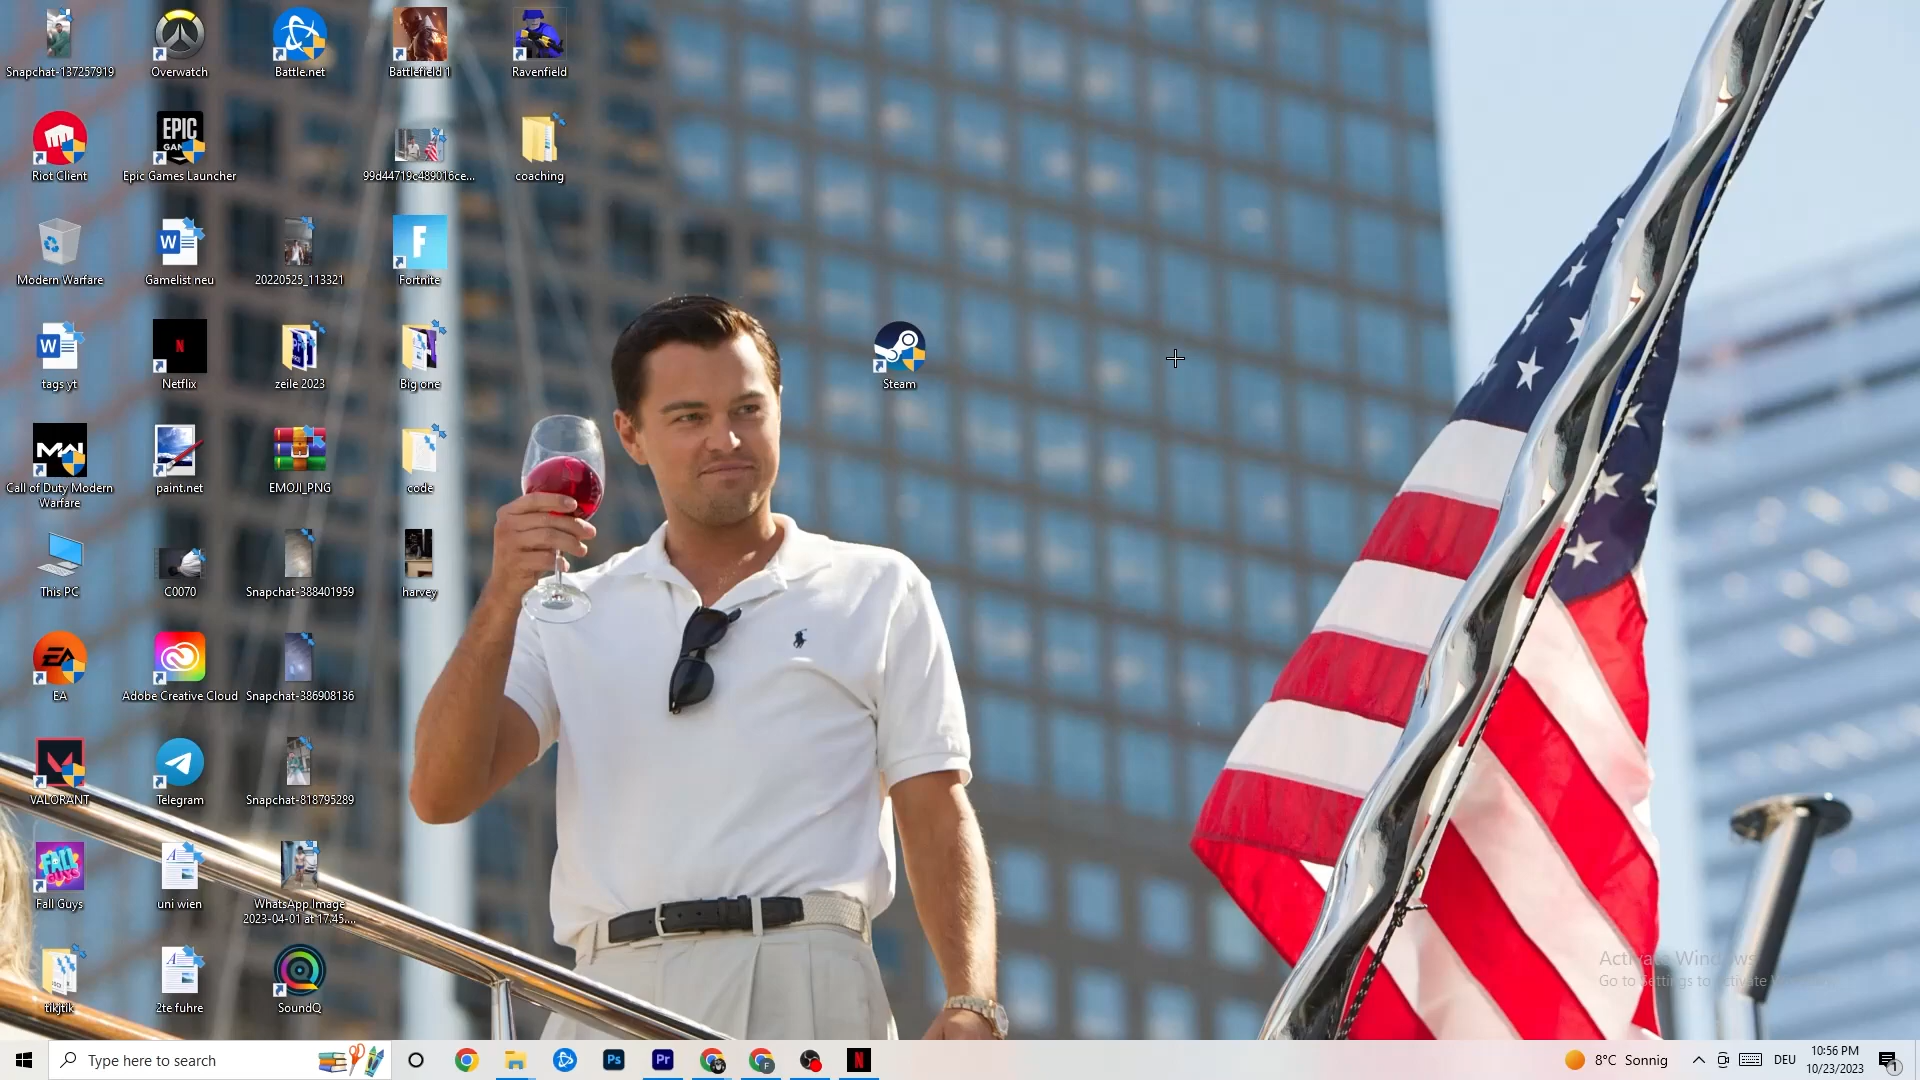 Snapchat-137257919
Overwatch
Battle.net
Battlefield 1
Ravenfield
EPIC
Riot Client
Epic Games Launcher
99d44719c489016ce...
coaching
Modern Warfare
Gamelist neu
20220525_113321
Fortnite
tags yt
Netflix
zeile 2023
Big one
Steam
Call of Duty Modern
Warfare
paint.net
EMOJI_PNG
code
This PC
C0070
Snapchat-388401959
harvey
EA
Adobe Creative Cloud
Snapchat-386908136
VALORANT
Telegram
Snapchat-818795289
Fall Guys
uni wien
WhatsApp Image
2023-04-01 at 17.45....
tikjtik
2te fuhre
SoundQ
Activate Windows
Go to Settings to activate Windows.
Type here to search
8°C Sonnig
DEU
10:56 PM
10/23/2023